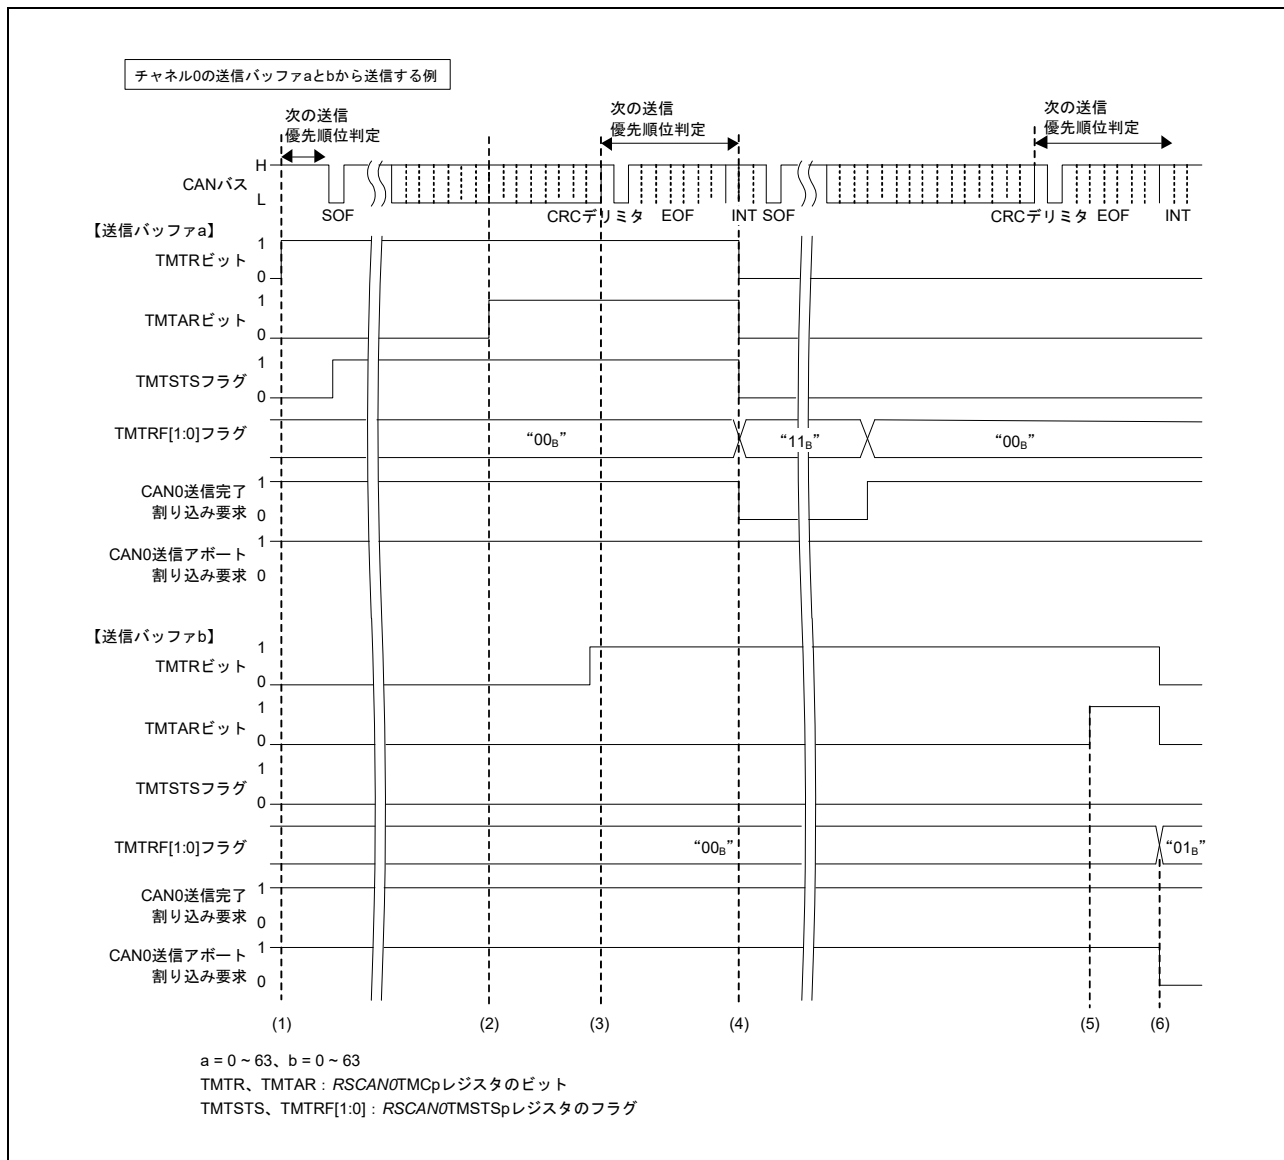 チャネル0の送信バッファaとbから送信する例
次の送信
優先順位判定
次の送信
優先順位判定
次の送信
優先順位判定
H
CANバス
L
SOF
CRCデリミタ
EOF
INT
SOF
CRCデリミタ
EOF
INT
【送信バッファa】
1
TMTRビット
0
1
TMTARビット
0
1
TMTSTSフラグ
0
TMTRF[1:0]フラグ
“00B”
“11B”
“00B”
CAN0送信完了 1
割り込み要求 0
CAN0送信アボート 1
割り込み要求 0
【送信バッファb】
1
TMTRビット
0
1
TMTARビット
0
1
TMTSTSフラグ
0
TMTRF[1:0]フラグ
“00B”
“01B”
CAN0送信完了 1
割り込み要求 0
CAN0送信アボート 1
割り込み要求 0
(1)
(2)
(3)
(4)
(5)
(6)
a = 0 ~ 63、b = 0 ~ 63
TMTR、TMTAR : RSCAN0TMCpレジスタのビット
TMTSTS、TMTRF[1:0] : RSCAN0TMSTSpレジスタのフラグ